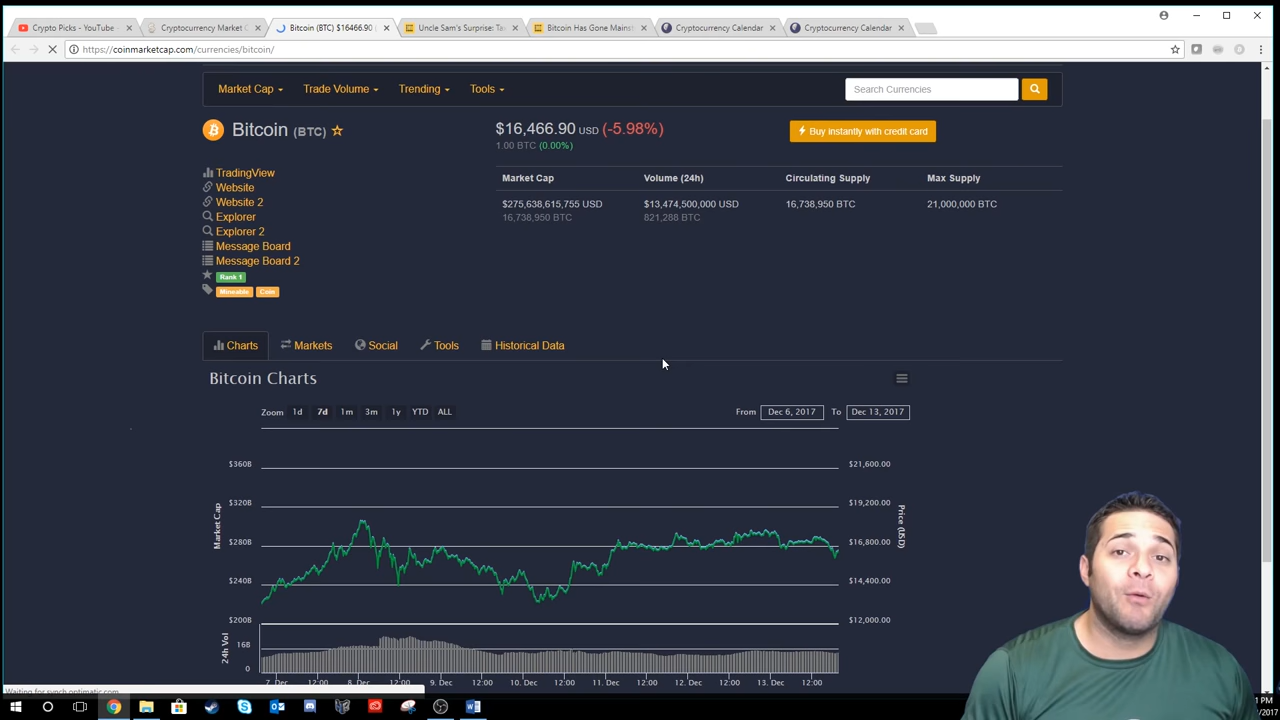 Crypto Picks - YouTube
Cryptocurrency Market C
Bitcoin (BTC) $16466.90
Uncle Sam's Surprise: Ta
Bitcoin Has Gone Mains
Cryptocurrency Calendar
Cryptocurrency Calendar
https://coinmarketcap.com/currencies/bitcoin/
Market Cap Trade Volume Trending Tools Search Currencies
Bitcoin (BTC) $16,466.90 USD (-5.98%) Buy instantly with credit card
1.00 BTC (0.00%)
TradingView
Website
Website 2
Explorer
Explorer 2
Message Board
Message Board 2
Rank 1
Mineable Coin
Market Cap Volume (24h) Circulating Supply Max Supply
$275,638,615,755 USD $13,474,500,000 USD 16,738,950 BTC 21,000,000 BTC
16,738,950 BTC 821,288 BTC
Charts Markets Social Tools Historical Data
Bitcoin Charts
Zoom 1d 7d 1m 3m 1y YTD ALL From Dec 6, 2017 To Dec 13, 2017
$360B $21,600.00
$320B $19,200.00
$280B $16,800.00
$240B $14,400.00
$200B $12,000.00
Market Cap
Price (USD)
24h Vol
16B
0
7. Dec 12:00 8. Dec 12:00 9. Dec 12:00 10. Dec 12:00 11. Dec 12:00 12. Dec 12:00 13. Dec 12:00
Waiting for synch.optimatic.com
1 PM
/2017